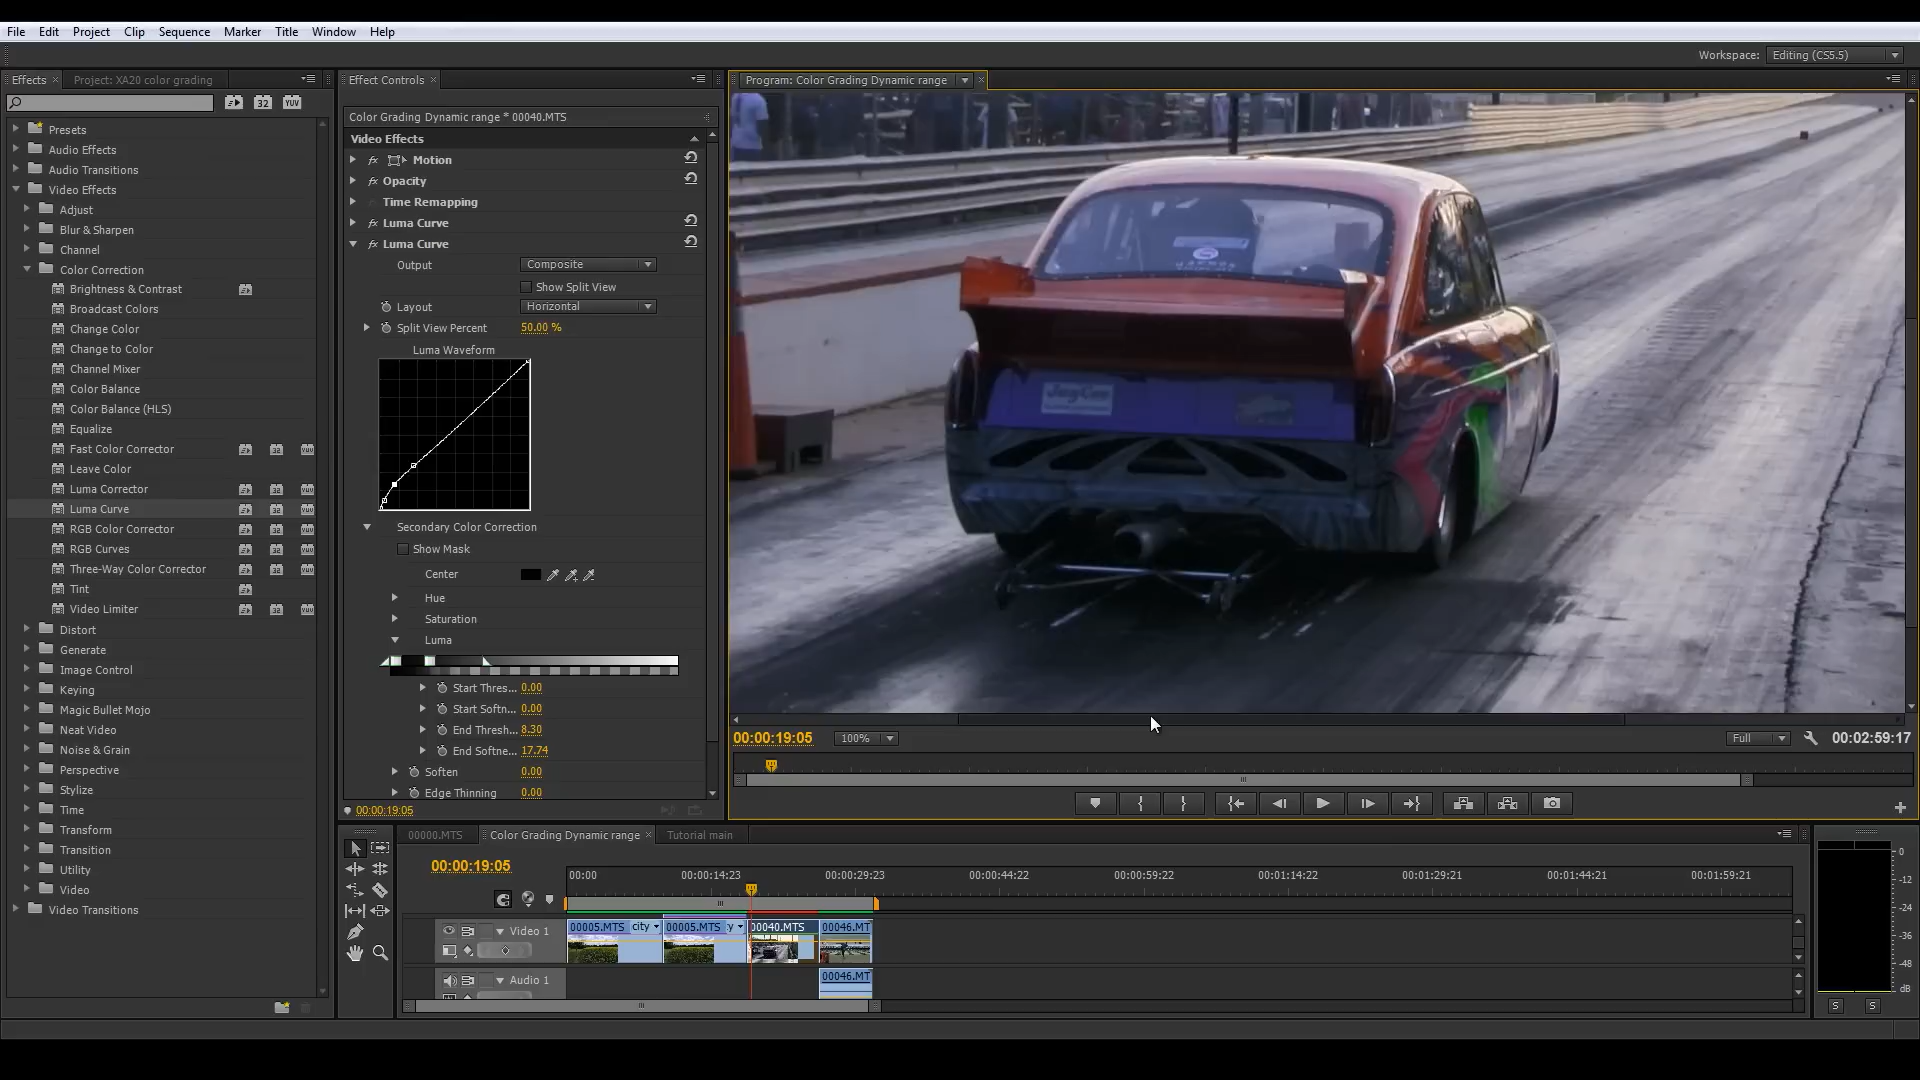 File Edit Project Clip Sequence Marker Title Window Help
Workspace: Editing (CS5.5)
Effects
Project: XA20 color grading
32
YUV
Presets
Audio Effects
Audio Transitions
Video Effects
Adjust
Blur & Sharpen
Channel
Color Correction
Brightness & Contrast
Broadcast Colors
Change Color
Change to Color
Channel Mixer
Color Balance
Color Balance (HLS)
Equalize
Fast Color Corrector
Leave Color
Luma Corrector
Luma Curve
RGB Color Corrector
RGB Curves
Three-Way Color Corrector
Tint
Video Limiter
Distort
Generate
Image Control
Keying
Magic Bullet Mojo
Neat Video
Noise & Grain
Perspective
Stylize
Time
Transform
Transition
Utility
Video
Video Transitions
Effect Controls
Color Grading Dynamic range * 00040.MTS
Video Effects
fx Motion
fx Opacity
Time Remapping
fx Luma Curve
fx Luma Curve
Output Composite
Show Split View
Layout Horizontal
Split View Percent 50.00 %
Luma Waveform
Secondary Color Correction
Show Mask
Center
Hue
Saturation
Luma
Start Thres... 0.00
Start Softn... 0.00
End Thresh... 8.30
End Softne... 17.74
Soften 0.00
Edge Thinning 0.00
00:00:19:05
Program: Color Grading Dynamic range
00:00:19:05 100% Full 00:02:59:17
00000.MTS
Color Grading Dynamic range
Tutorial main
00:00:19:05
00:00 00:00:14:23 00:00:29:23 00:00:44:22 00:00:59:22 00:01:14:22 00:01:29:21 00:01:44:21 00:01:59:21
Video 1
00005.MTS city
00005.MTS y
00040.MTS
00046.MT
Audio 1
00046.MT
0
-12
-24
-36
-48
dB
S S